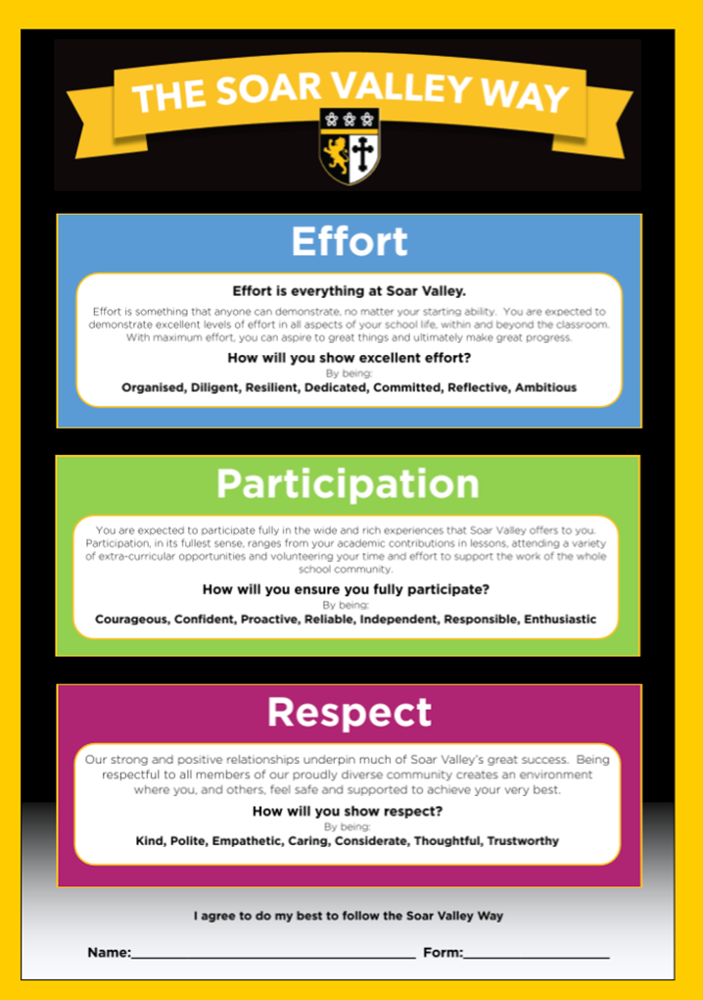 THE SOAR VALLEY WAY
Effort
Effort is everything at Soar Valley.
Effort is something that anyone can demonstrate, no matter your starting ability. You are expected to
demonstrate excellent levels of effort in all aspects of your school life, within and beyond the classroom.
With maximum effort, you can aspire to great things and ultimately make great progress.
How will you show excellent effort?
By being:
Organised, Diligent, Resilient, Dedicated, Committed, Reflective, Ambitious
Participation
You are expected to participate fully in the wide and rich experiences that Soar Valley offers to you.
Participation, in its fullest sense, ranges from your academic contributions in lessons, attending a variety
of extra-curricular opportunities and volunteering your time and effort to support the work of the whole
school community.
How will you ensure you fully participate?
By being:
Courageous, Confident, Proactive, Reliable, Independent, Responsible, Enthusiastic
Respect
Our strong and positive relationships underpin much of Soar Valley's great success. Being
respectful to all members of our proudly diverse community creates an environment
where you, and others, feel safe and supported to achieve your very best.
How will you show respect?
By being:
Kind, Polite, Empathetic, Caring, Considerate, Thoughtful, Trustworthy
I agree to do my best to follow the Soar Valley Way
Name:____________________ Form:____________________